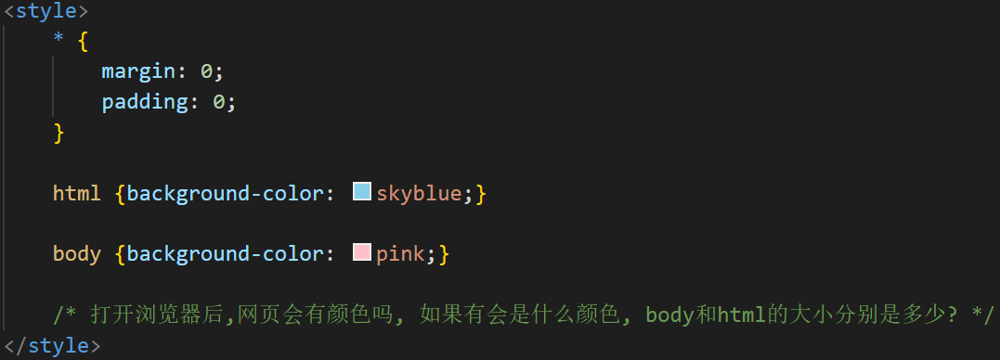 <style>
* {
margin: 0;
padding: 0;
}
html {background-color: skyblue;}
body {background-color: pink;}
/* 打开浏览器后,网页会有颜色吗, 如果有会是什么颜色, body和html的大小分别是多少? */
</style>